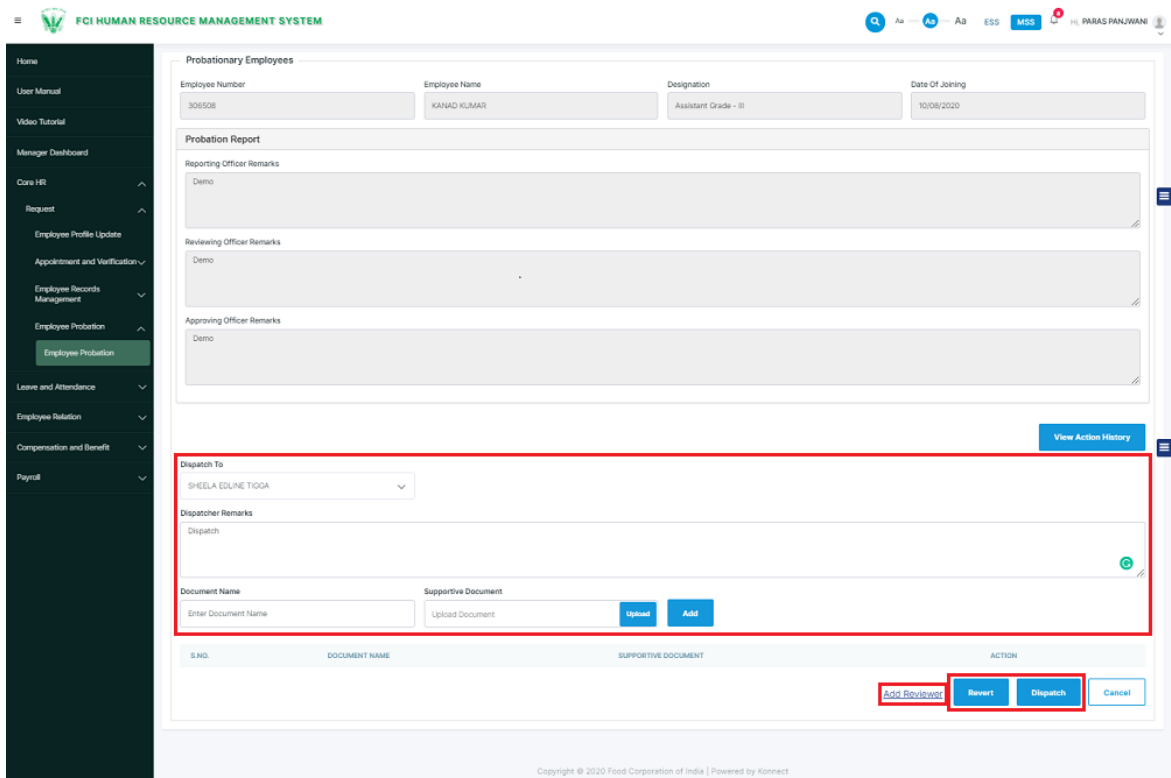 FCI HUMAN RESOURCE MANAGEMENT SYSTEM
Aa Aa Aa ESS MSS 8 Hi, PARAS PANJWANI
Home
User Manual
Video Tutorial
Manager Dashboard
Core HR
Request
Employee Profile Update
Appointment and Verification
Employee Records
Management
Employee Probation
Employee Probation
Leave and Attendance
Employee Relation
Compensation and Benefit
Payroll
Probationary Employees
Employee Number Employee Name Designation Date Of Joining
306508 KANAD KUMAR Assistant Grade - III 10/08/2020
Probation Report
Reporting Officer Remarks
Demo
Reviewing Officer Remarks
Demo
Approving Officer Remarks
Demo
View Action History
Dispatch To
SHEELA EDLINE TIGGA
Dispatcher Remarks
Dispatch
Document Name Supportive Document
Enter Document Name Upload Document Upload Add
S.NO. DOCUMENT NAME SUPPORTIVE DOCUMENT ACTION
Add Reviewer Revert Dispatch Cancel
Copyright © 2020 Food Corporation of India | Powered by Konnect